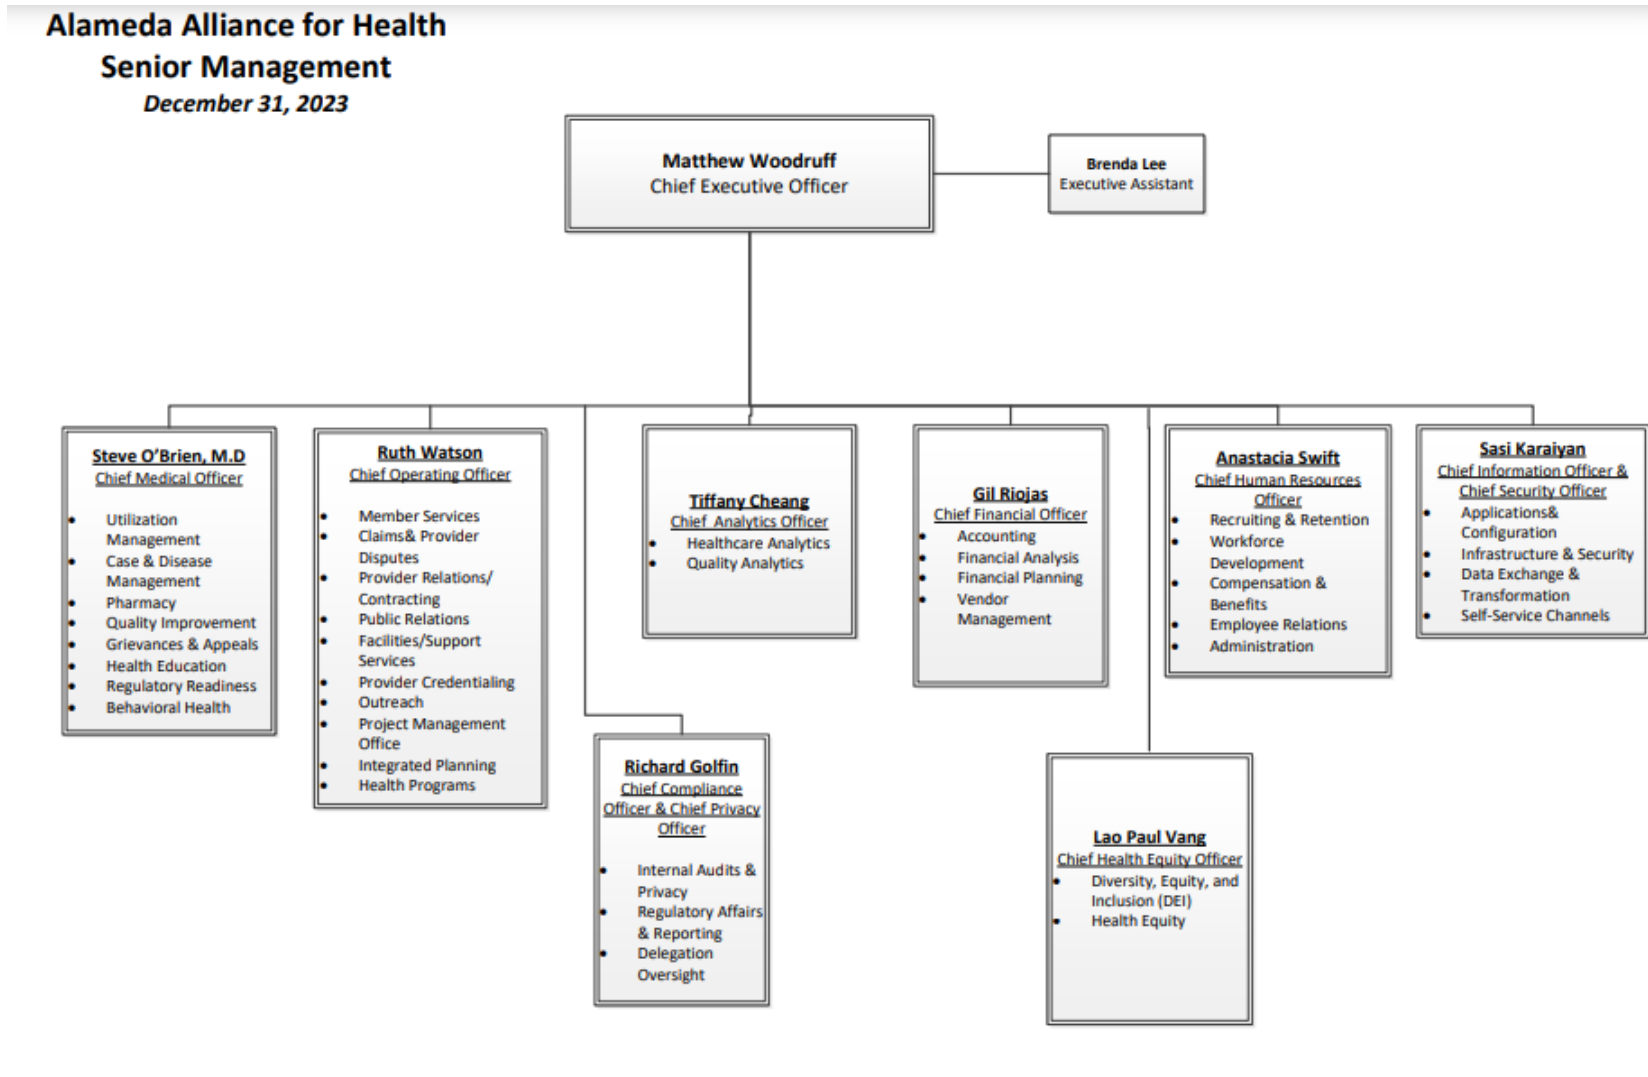 Alameda Alliance for Health
Senior Management
December 31, 2023
Matthew Woodruff
Chief Executive Officer
Brenda Lee
Executive Assistant
Steve O'Brien, M.D
Chief Medical Officer
• Utilization
Management
• Case & Disease
Management
• Pharmacy
• Quality Improvement
• Grievances & Appeals
• Health Education
• Regulatory Readiness
• Behavioral Health
Ruth Watson
Chief Operating Officer
• Member Services
• Claims& Provider
Disputes
• Provider Relations/
Contracting
• Public Relations
• Facilities/Support
Services
• Provider Credentialing
• Outreach
• Project Management
Office
• Integrated Planning
• Health Programs
Tiffany Cheang
Chief Analytics Officer
• Healthcare Analytics
• Quality Analytics
Gil Riojas
Chief Financial Officer
• Accounting
• Financial Analysis
• Financial Planning
• Vendor
Management
Anastacia Swift
Chief Human Resources
Officer
• Recruiting & Retention
• Workforce
Development
• Compensation &
Benefits
• Employee Relations
• Administration
Sasi Karaiyan
Chief Information Officer &
Chief Security Officer
• Applications&
Configuration
• Infrastructure & Security
• Data Exchange &
Transformation
• Self-Service Channels
Richard Golfin
Chief Compliance
Officer & Chief Privacy
Officer
• Internal Audits &
Privacy
• Regulatory Affairs
& Reporting
• Delegation
Oversight
Lao Paul Vang
Chief Health Equity Officer
• Diversity, Equity, and
Inclusion (DEI)
• Health Equity